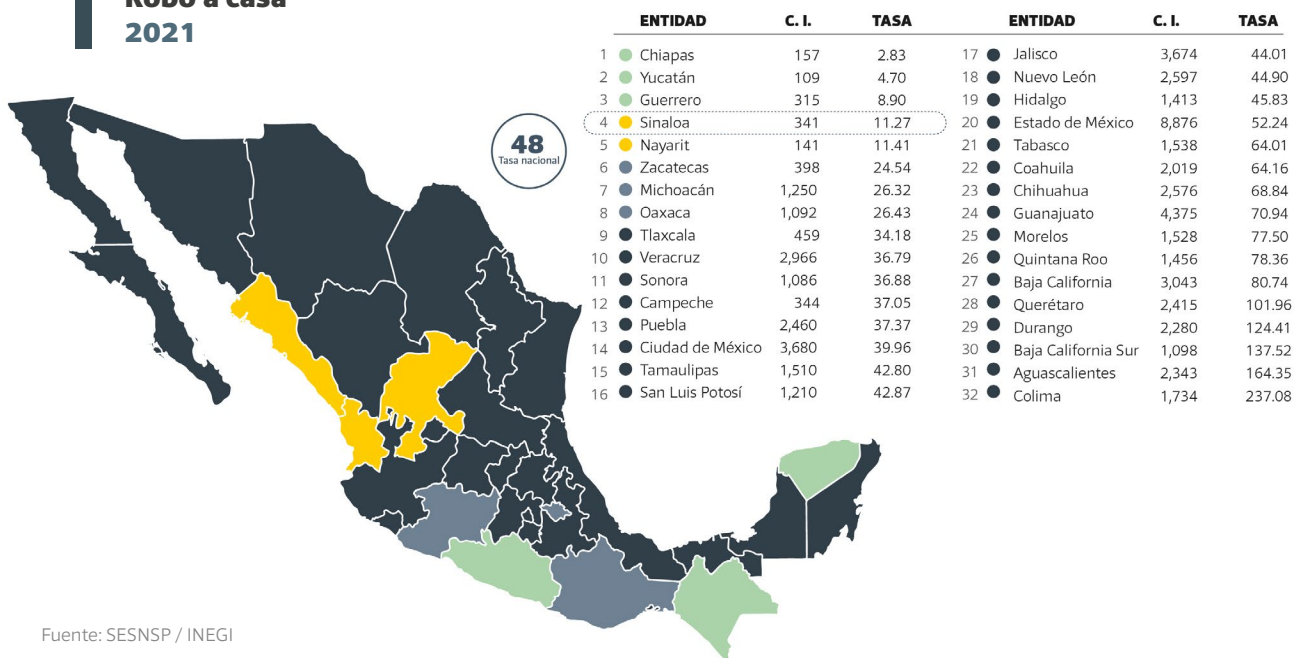 Robo a casa
2021
48
Tasa nacional
ENTIDAD C. I. TASA
1 Chiapas 157 2.83
2 Yucatán 109 4.70
3 Guerrero 315 8.90
4 Sinaloa 341 11.27
5 Nayarit 141 11.41
6 Zacatecas 398 24.54
7 Michoacán 1,250 26.32
8 Oaxaca 1,092 26.43
9 Tlaxcala 459 34.18
10 Veracruz 2,966 36.79
11 Sonora 1,086 36.88
12 Campeche 344 37.05
13 Puebla 2,460 37.37
14 Ciudad de México 3,680 39.96
15 Tamaulipas 1,510 42.80
16 San Luis Potosí 1,210 42.87
ENTIDAD C. I. TASA
17 Jalisco 3,674 44.01
18 Nuevo León 2,597 44.90
19 Hidalgo 1,413 45.83
20 Estado de México 8,876 52.24
21 Tabasco 1,538 64.01
22 Coahuila 2,019 64.16
23 Chihuahua 2,576 68.84
24 Guanajuato 4,375 70.94
25 Morelos 1,528 77.50
26 Quintana Roo 1,456 78.36
27 Baja California 3,043 80.74
28 Querétaro 2,415 101.96
29 Durango 2,280 124.41
30 Baja California Sur 1,098 137.52
31 Aguascalientes 2,343 164.35
32 Colima 1,734 237.08
Fuente: SESNSP / INEGI